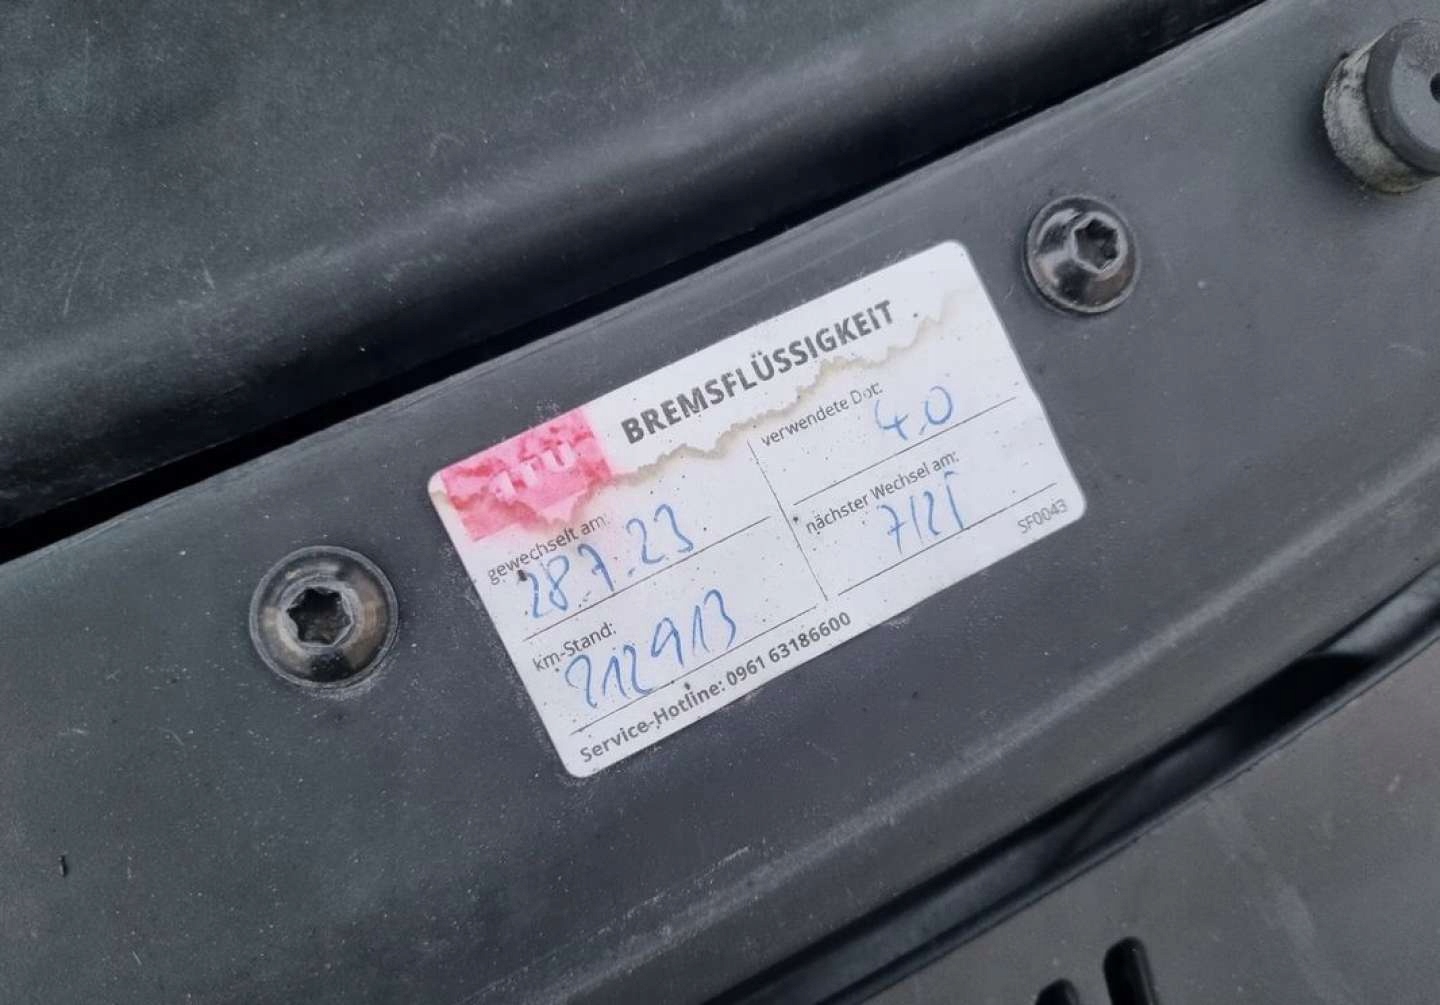 BREMSFLÜSSIGKEIT
ATU
gewechselt am:
28.7.23
verwendete Dot:
4.0
km-Stand:
212913
nächster Wechsel am:
7/25
Service-Hotline: 0961 63186600
SF0043